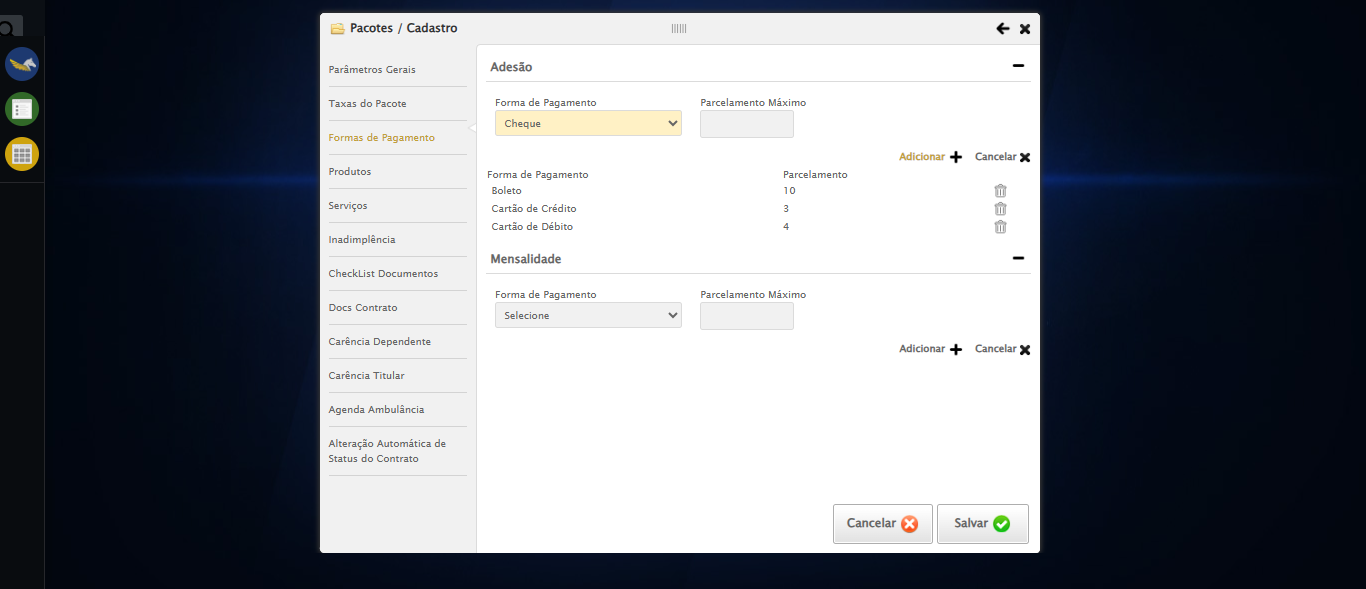 Pacotes / Cadastro
Parâmetros Gerais
Taxas do Pacote
Formas de Pagamento
Produtos
Serviços
Inadimplência
CheckList Documentos
Docs Contrato
Carência Dependente
Carência Titular
Agenda Ambulância
Alteração Automática de
Status do Contrato
Adesão
Forma de Pagamento Parcelamento Máximo
Cheque
Adicionar Cancelar
Forma de Pagamento Parcelamento
Boleto 10
Cartão de Crédito 3
Cartão de Débito 4
Mensalidade
Forma de Pagamento Parcelamento Máximo
Selecione
Adicionar Cancelar
Cancelar Salvar